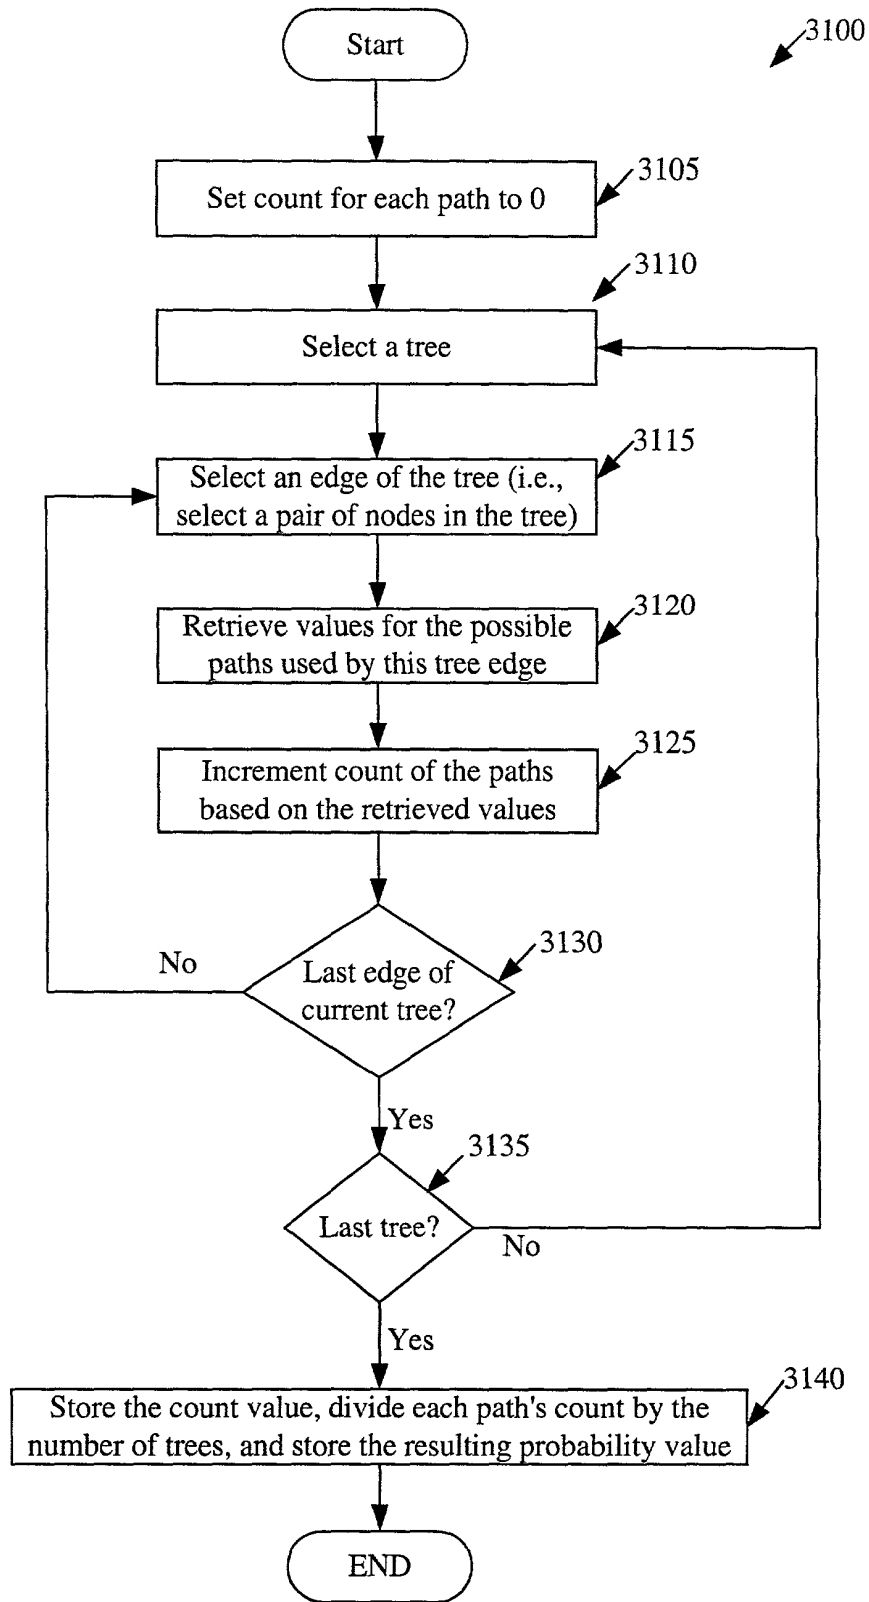 Start
3100
Set count for each path to 0
3105
3110
Select a tree
3115
Select an edge of the tree (i.e.,
select a pair of nodes in the tree)
3120
Retrieve values for the possible
paths used by this tree edge
3125
Increment count of the paths
based on the retrieved values
3130
No
Last edge of
current tree?
Yes
3135
Last tree?
No
Yes
3140
Store the count value, divide each path's count by the
number of trees, and store the resulting probability value
END